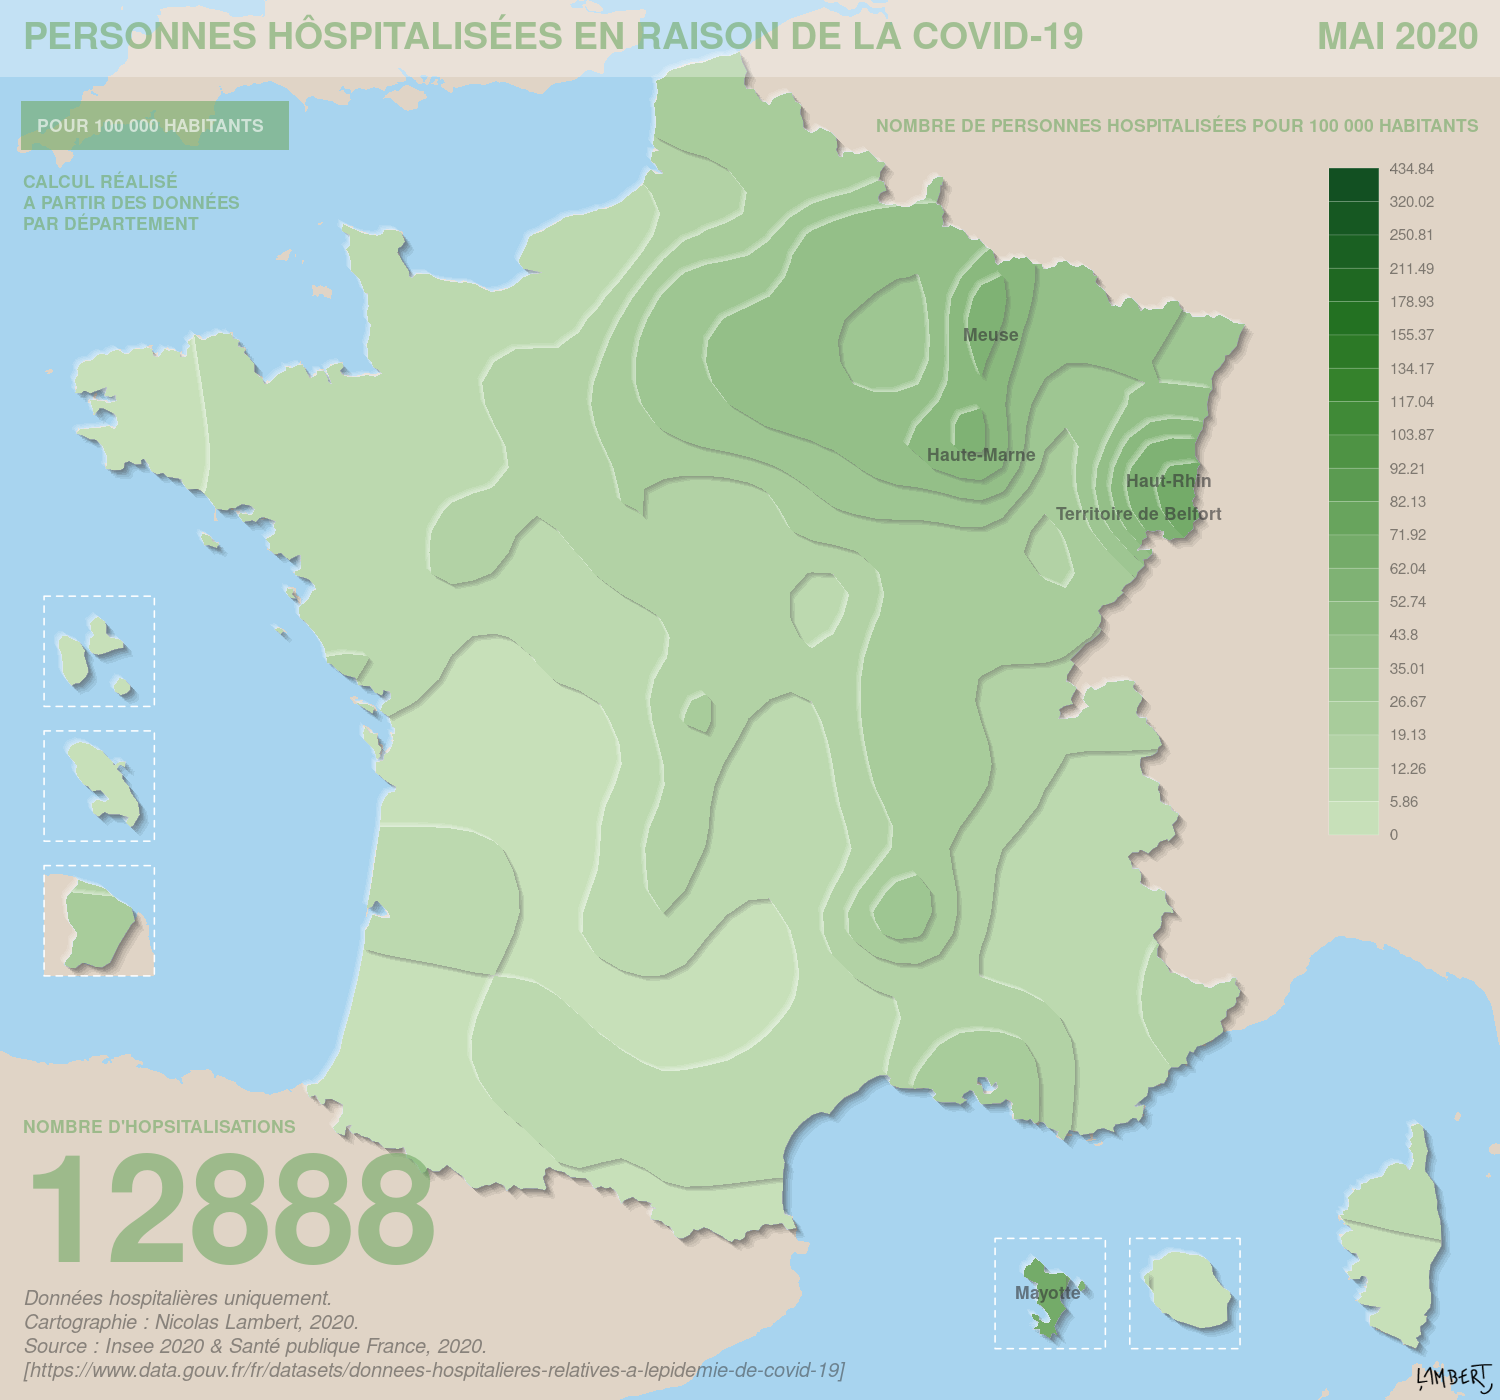 PERSONNES HÔSPITALISÉES EN RAISON DE LA COVID-19
MAI 2020
POUR 100 000 HABITANTS
CALCUL RÉALISÉ
A PARTIR DES DONNÉES
PAR DÉPARTEMENT
NOMBRE DE PERSONNES HOSPITALISÉES POUR 100 000 HABITANTS
434.84
320.02
250.81
211.49
178.93
155.37
134.17
117.04
103.87
92.21
82.13
71.92
62.04
52.74
43.8
35.01
26.67
19.13
12.26
5.86
0
Meuse
Haute-Marne
Haut-Rhin
Territoire de Belfort
Mayotte
NOMBRE D'HOPSITALISATIONS
12888
Données hospitalières uniquement.
Cartographie : Nicolas Lambert, 2020.
Source : Insee 2020 & Santé publique France, 2020.
[https://www.data.gouv.fr/fr/datasets/donnees-hospitalieres-relatives-a-lepidemie-de-covid-19]
LAMBERT